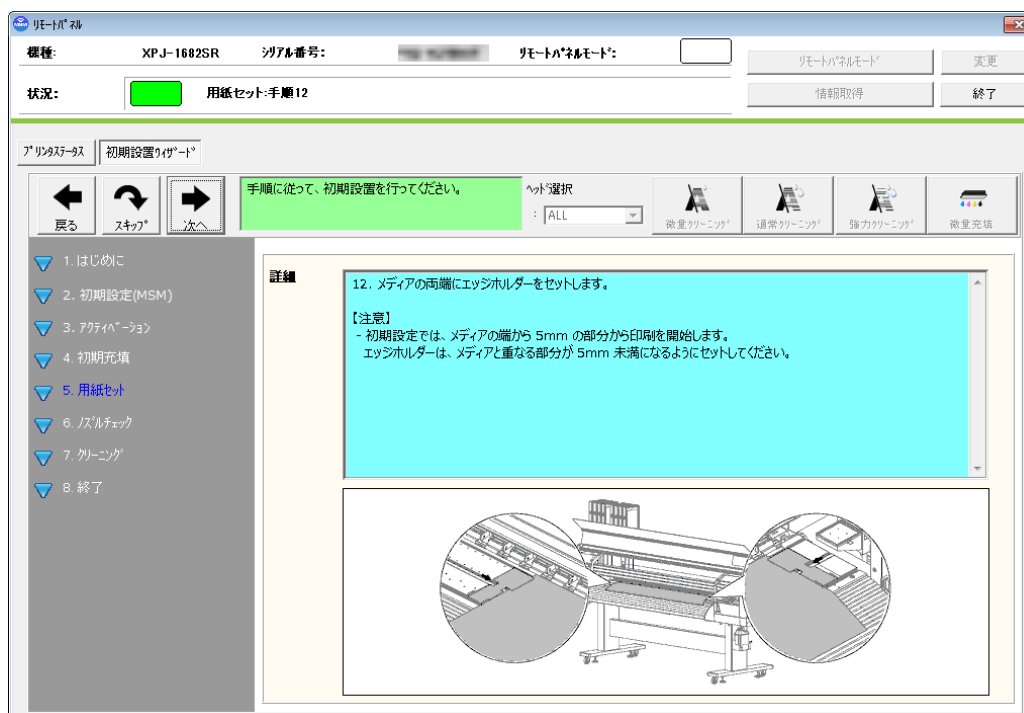 ﾘﾓｰﾄﾊﾟﾈﾙ
機種: XPJ-1682SR ｼﾘｱﾙ番号: ﾘﾓｰﾄﾊﾟﾈﾙﾓｰﾄﾞ:
ﾘﾓｰﾄﾊﾟﾈﾙﾓｰﾄﾞ 変更
状況: 用紙セット:手順12
情報取得 終了
ﾌﾟﾘﾝﾀｽﾃｰﾀｽ 初期設置ｳｨｻﾞｰﾄﾞ
戻る ｽｷｯﾌﾟ 次へ
手順に従って、初期設置を行ってください。
ﾍｯﾄﾞ選択
: ALL
微量ｸﾘｰﾆﾝｸﾞ 通常ｸﾘｰﾆﾝｸﾞ 強力ｸﾘｰﾆﾝｸﾞ 微量充填
1. はじめに
2. 初期設定(MSM)
3. ｱｸﾃｨﾍﾞｰｼｮﾝ
4. 初期充填
5. 用紙セット
6. ﾉｽﾞﾙﾁｪｯｸ
7. ｸﾘｰﾆﾝｸﾞ
8. 終了
詳細
12. メディアの両端にエッジホルダーをセットします。
【注意】
- 初期設定では、メディアの端から 5mm の部分から印刷を開始します。
エッジホルダーは、メディアと重なる部分が 5mm 未満になるようにセットしてください。